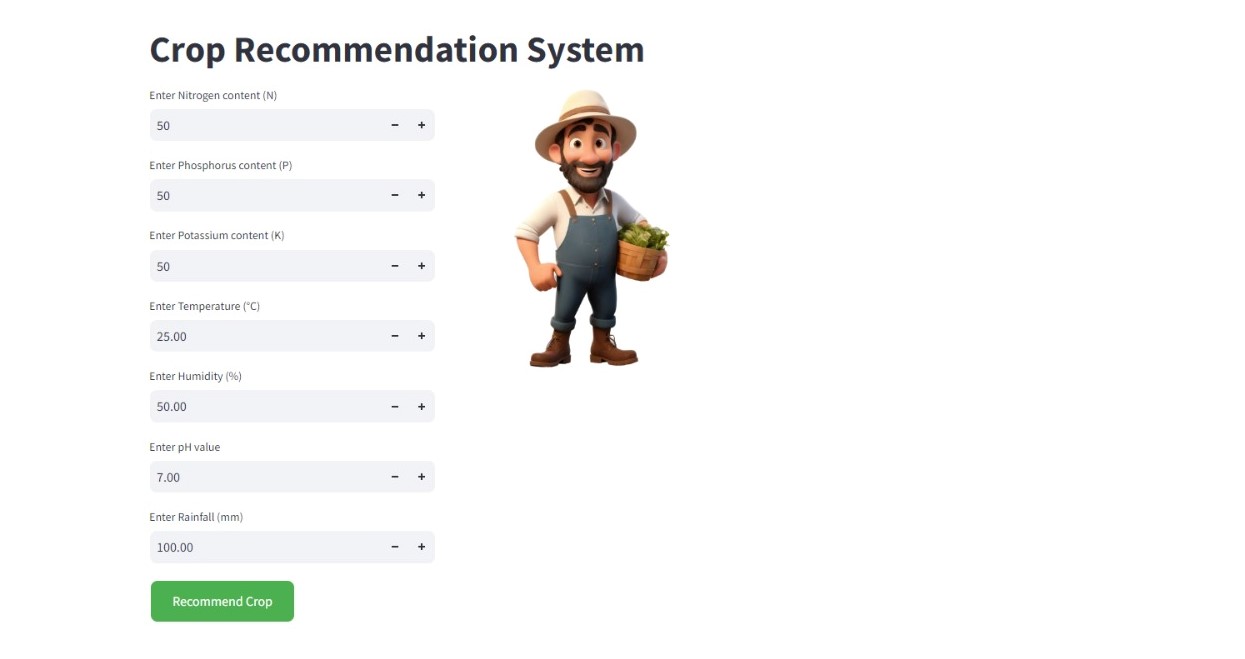 Crop Recommendation System
Enter Nitrogen content (N)
50
Enter Phosphorus content (P)
50
Enter Potassium content (K)
50
Enter Temperature (°C)
25.00
Enter Humidity (%)
50.00
Enter pH value
7.00
Enter Rainfall (mm)
100.00
Recommend Crop